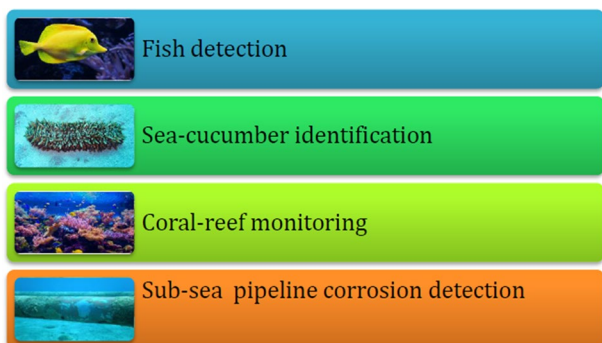 Fish detection
Sea-cucumber identification
Coral-reef monitoring
Sub-sea pipeline corrosion detection